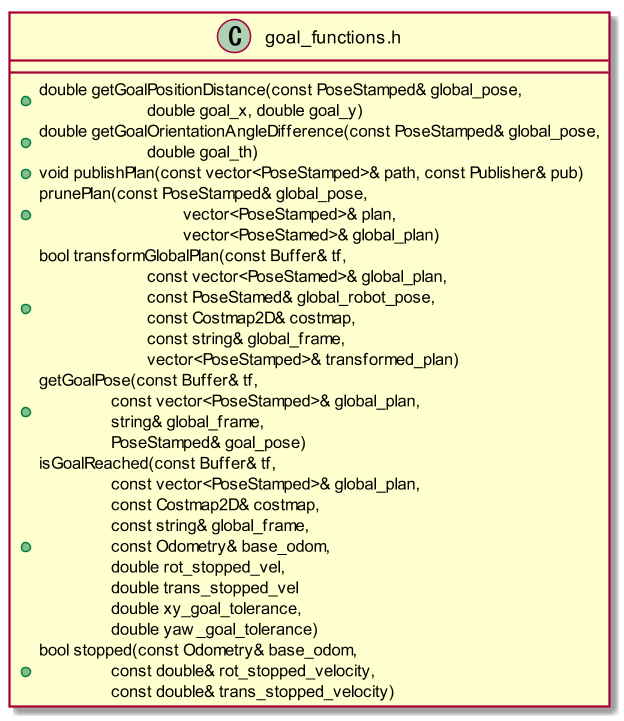 C goal_functions.h
double getGoalPositionDistance(const PoseStamped& global_pose,
double goal_x, double goal_y)
double getGoalOrientationAngleDifference(const PoseStamped& global_pose,
double goal_th)
void publishPlan(const vector<PoseStamped>& path, const Publisher& pub)
prunePlan(const PoseStamped& global_pose,
vector<PoseStamped>& plan,
vector<PoseStamed>& global_plan)
bool transformGlobalPlan(const Buffer& tf,
const vector<PoseStamed>& global_plan,
const PoseStamed& global_robot_pose,
const Costmap2D& costmap,
const string& global_frame,
vector<PoseStamped>& transformed_plan)
getGoalPose(const Buffer& tf,
const vector<PoseStamped>& global_plan,
string& global_frame,
PoseStamped& goal_pose)
isGoalReached(const Buffer& tf,
const vector<PoseStamped>& global_plan,
const Costmap2D& costmap,
const string& global_frame,
const Odometry& base_odom,
double rot_stopped_vel,
double trans_stopped_vel
double xy_goal_tolerance,
double yaw_goal_tolerance)
bool stopped(const Odometry& base_odom,
const double& rot_stopped_velocity,
const double& trans_stopped_velocity)